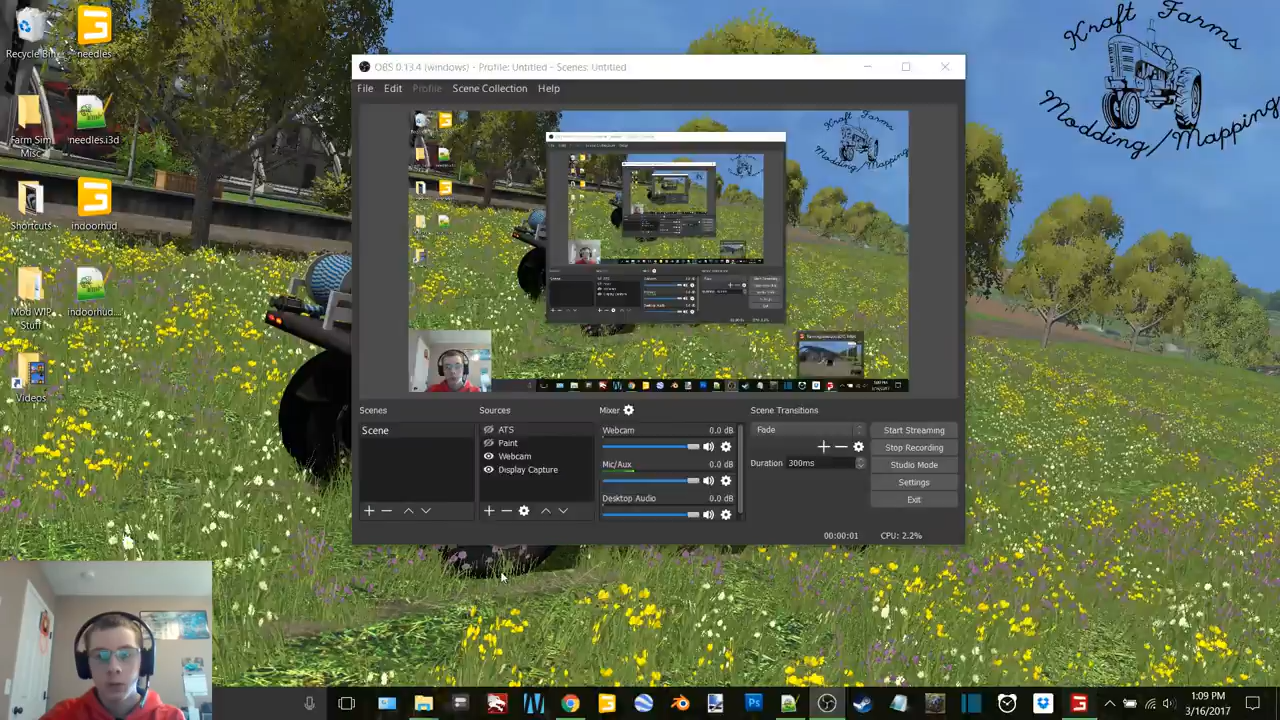 Recycle Bin
needles
Farm Sim Misc
needles.i3d
Shortcuts
indoorhud
Mod WIP Stuff
indoorhud....
Videos
Kraft Farms
Modding/Mapping
OBS 0.13.4 (windows) - Profile: Untitled - Scenes: Untitled
File Edit Profile Scene Collection Help
Scenes
Scene
Sources
ATS
Paint
Webcam
Display Capture
Mixer
Webcam 0.0 dB
Mic/Aux 0.0 dB
Desktop Audio 0.0 dB
Scene Transitions
Fade
Duration 300ms
Start Streaming
Stop Recording
Studio Mode
Settings
Exit
00:00:01 CPU: 2.2%
1:09 PM
3/16/2017